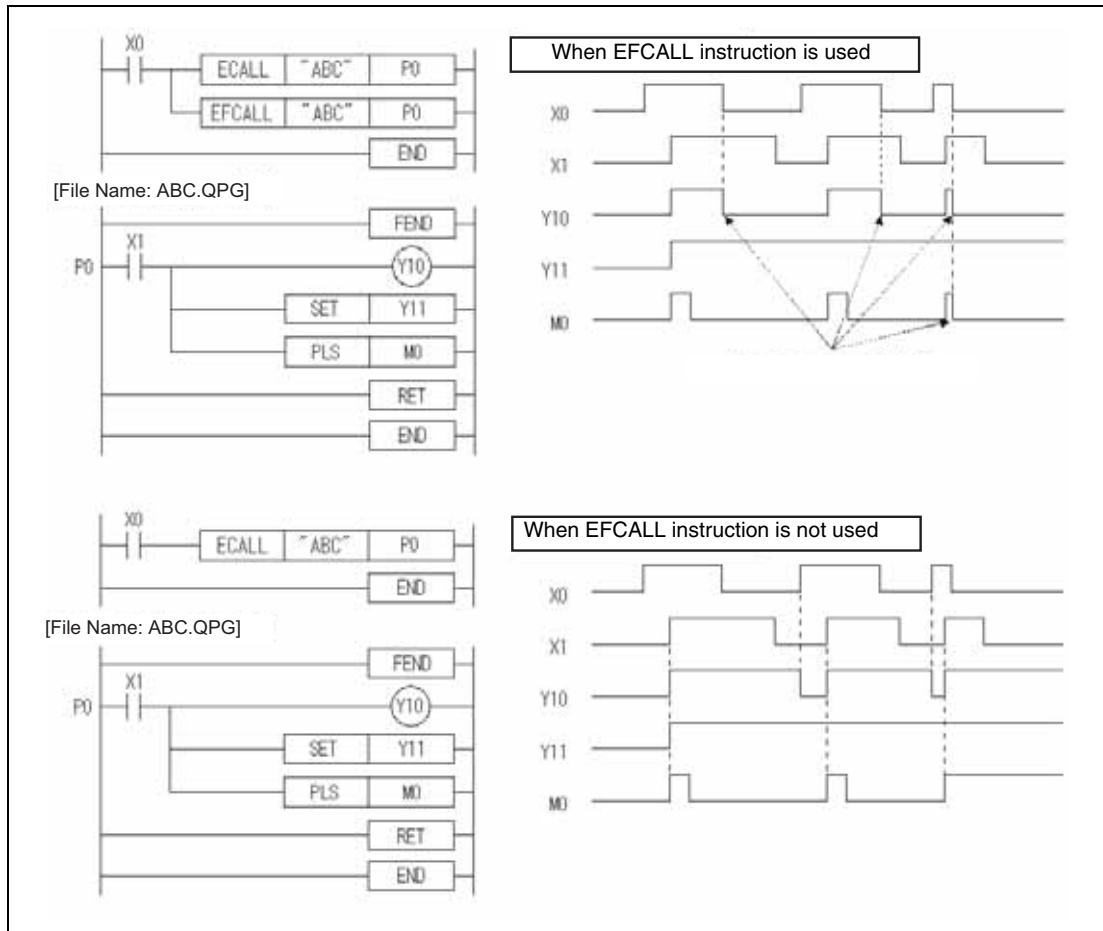 X0
ECALL "ABC" P0
EFCALL "ABC" P0
END
[File Name: ABC.QPG]
FEND
X1
P0
Y10
SET Y11
PLS M0
RET
END
When EFCALL instruction is used
X0
X1
Y10
Y11
M0
X0
ECALL "ABC" P0
END
[File Name: ABC.QPG]
FEND
X1
P0
Y10
SET Y11
PLS M0
RET
END
When EFCALL instruction is not used
X0
X1
Y10
Y11
M0